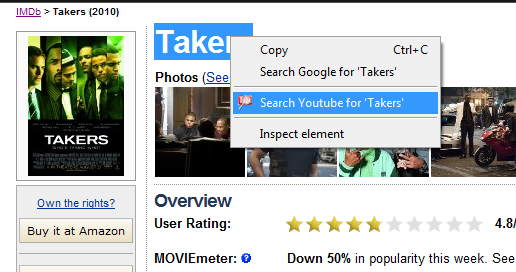 IMDb > Takers (2010)
Take
Copy Ctrl+C
Search Google for 'Takers'
Search Youtube for 'Takers'
Inspect element
Photos (See
TAKERS
Own the rights?
Buy it at Amazon
Overview
User Rating: 4.8/
MOVIEmeter: ? Down 50% in popularity this week. See